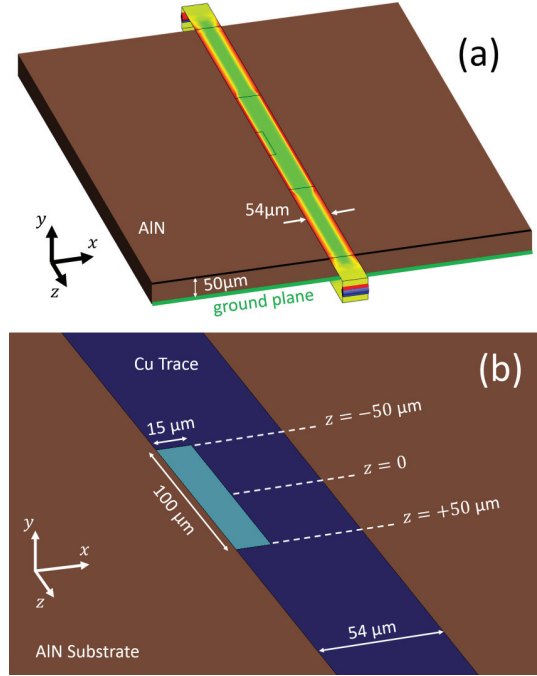 (a)
54μm
AlN
y
x
z
50μm
ground plane
(b)
Cu Trace
15 μm
z = −50 μm
z = 0
100 μm
z = +50 μm
y
x
z
54 μm
AlN Substrate